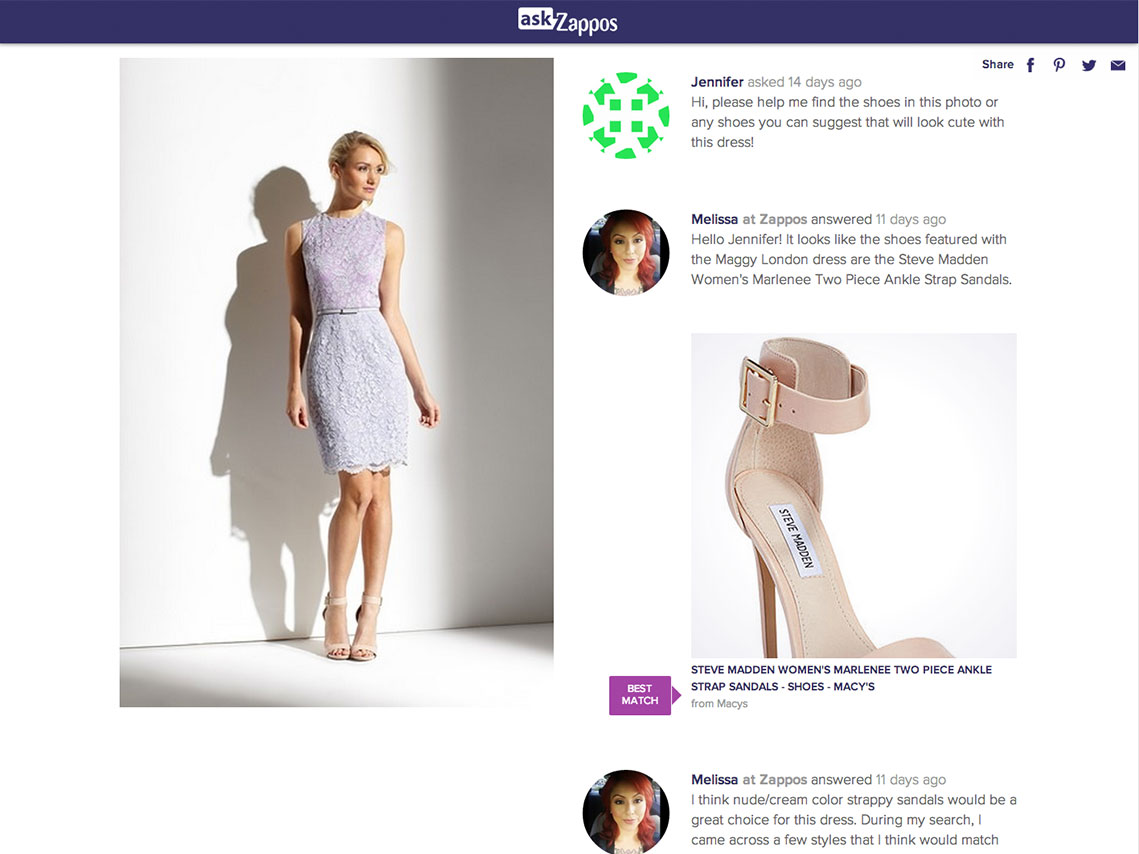 ask Zappos
Share
Jennifer asked 14 days ago
Hi, please help me find the shoes in this photo or
any shoes you can suggest that will look cute with
this dress!
Melissa at Zappos answered 11 days ago
Hello Jennifer! It looks like the shoes featured with
the Maggy London dress are the Steve Madden
Women's Marlenee Two Piece Ankle Strap Sandals.
STEVE MADDEN
STEVE MADDEN WOMEN'S MARLENEE TWO PIECE ANKLE
STRAP SANDALS - SHOES - MACY'S
from Macys
BEST
MATCH
Melissa at Zappos answered 11 days ago
I think nude/cream color strappy sandals would be a
great choice for this dress. During my search, I
came across a few styles that I think would match